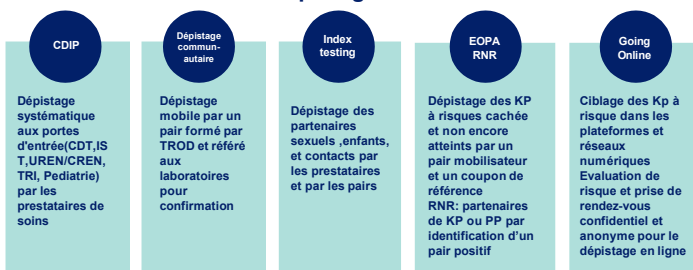 CDIP
Dépistage
systématique
aux portes
d'entrée(CDT,IS
T,UREN/CREN,
TRI, Pediatrie)
par les
prestataires de
soins
Dépistage
commun-
autaire
Dépistage
mobile par un
pair formé par
TROD et référé
aux
laboratoires
pour
confirmation
Index
testing
Dépistage des
partenaires
sexuels ,enfants,
et contacts par
les prestataires
et par les pairs
EOPA
RNR
Dépistage des KP
à risques cachée
et non encore
atteints par un
pair mobilisateur
et un coupon de
référence
RNR: partenaires
de KP ou PP par
identification d'un
pair positif
Going
Online
Ciblage des Kp à
risque dans les
plateformes et
réseaux
numériques
Evaluation de
risque et prise de
rendez-vous
confidentiel et
anonyme pour le
dépistage en ligne